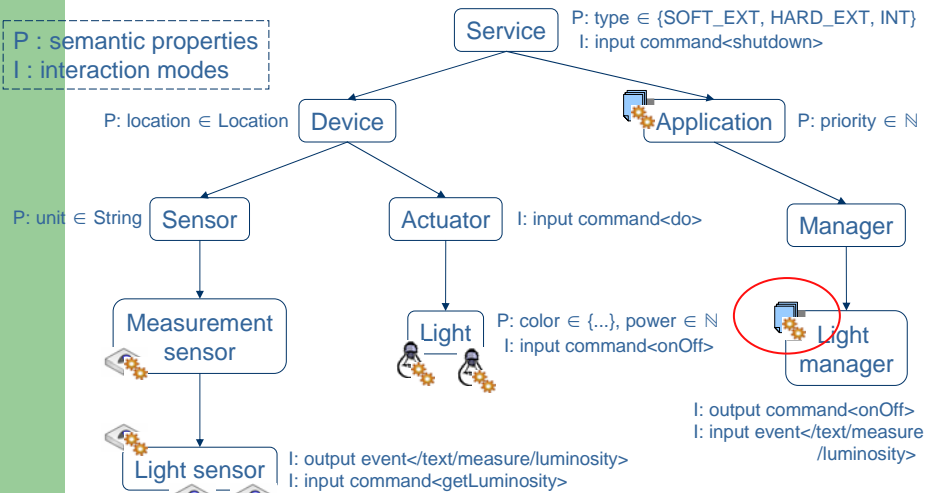 P : semantic properties
I : interaction modes
Service
P: type ∈ {SOFT_EXT, HARD_EXT, INT}
I: input command<shutdown>
P: location ∈ Location
Device
Application
P: priority ∈ ℕ
P: unit ∈ String
Sensor
Actuator
I: input command<do>
Manager
Measurement
sensor
Light
P: color ∈ {...}, power ∈ ℕ
I: input command<onOff>
Light
manager
I: output command<onOff>
I: input event</text/measure
/luminosity>
Light sensor
I: output event</text/measure/luminosity>
I: input command<getLuminosity>